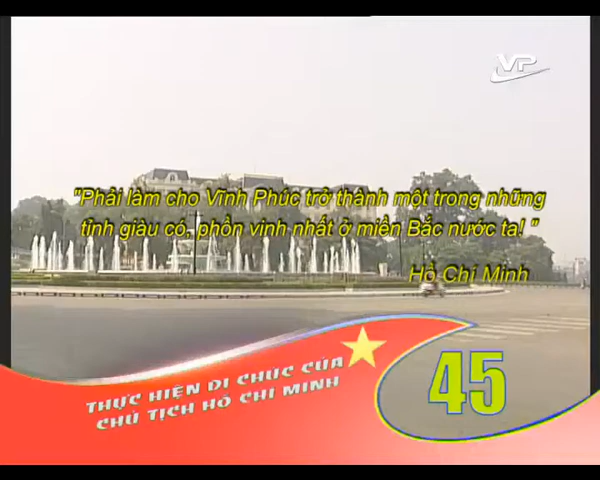 VP
"Phải làm cho Vĩnh Phúc trở thành một trong những
tỉnh giàu có, phồn vinh nhất ở miền Bắc nước ta! "
Hồ Chí Minh
THỰC HIỆN DI CHÚC CỦA
CHỦ TỊCH HỒ CHÍ MINH
45